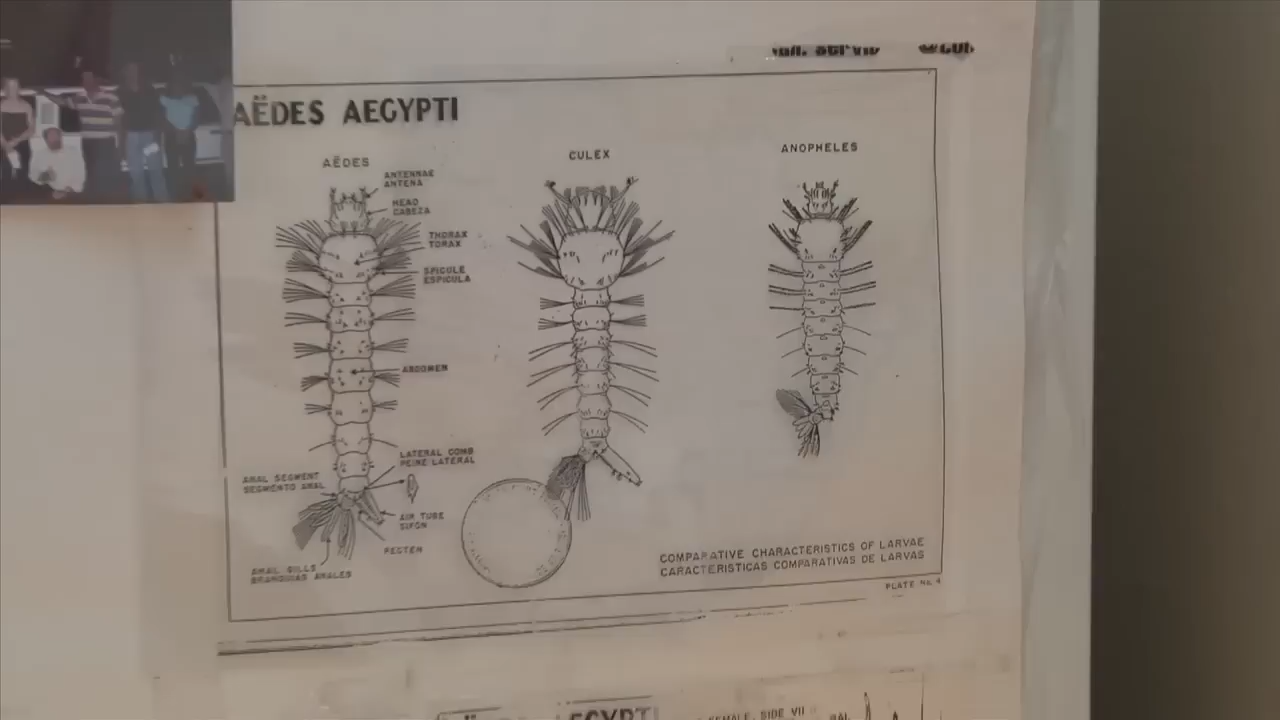 AËDES AEGYPTI
AËDES
CULEX
ANOPHELES
ANTENNAE
ANTENA
HEAD
CABEZA
THORAX
TORAX
SPICULE
ESPICULA
ABDOMEN
LATERAL COMB
PEINE LATERAL
ANAL SEGMENT
SEGMENTO ANAL
AIR TUBE
SIFON
PECTEN
ANAL GILLS
BRANQUIAS ANALES
COMPARATIVE CHARACTERISTICS OF LARVAE
CARACTERISTICAS COMPARATIVAS DE LARVAS
PLATE No. 4
AEGYPTI
FEMALE, SIDE VII